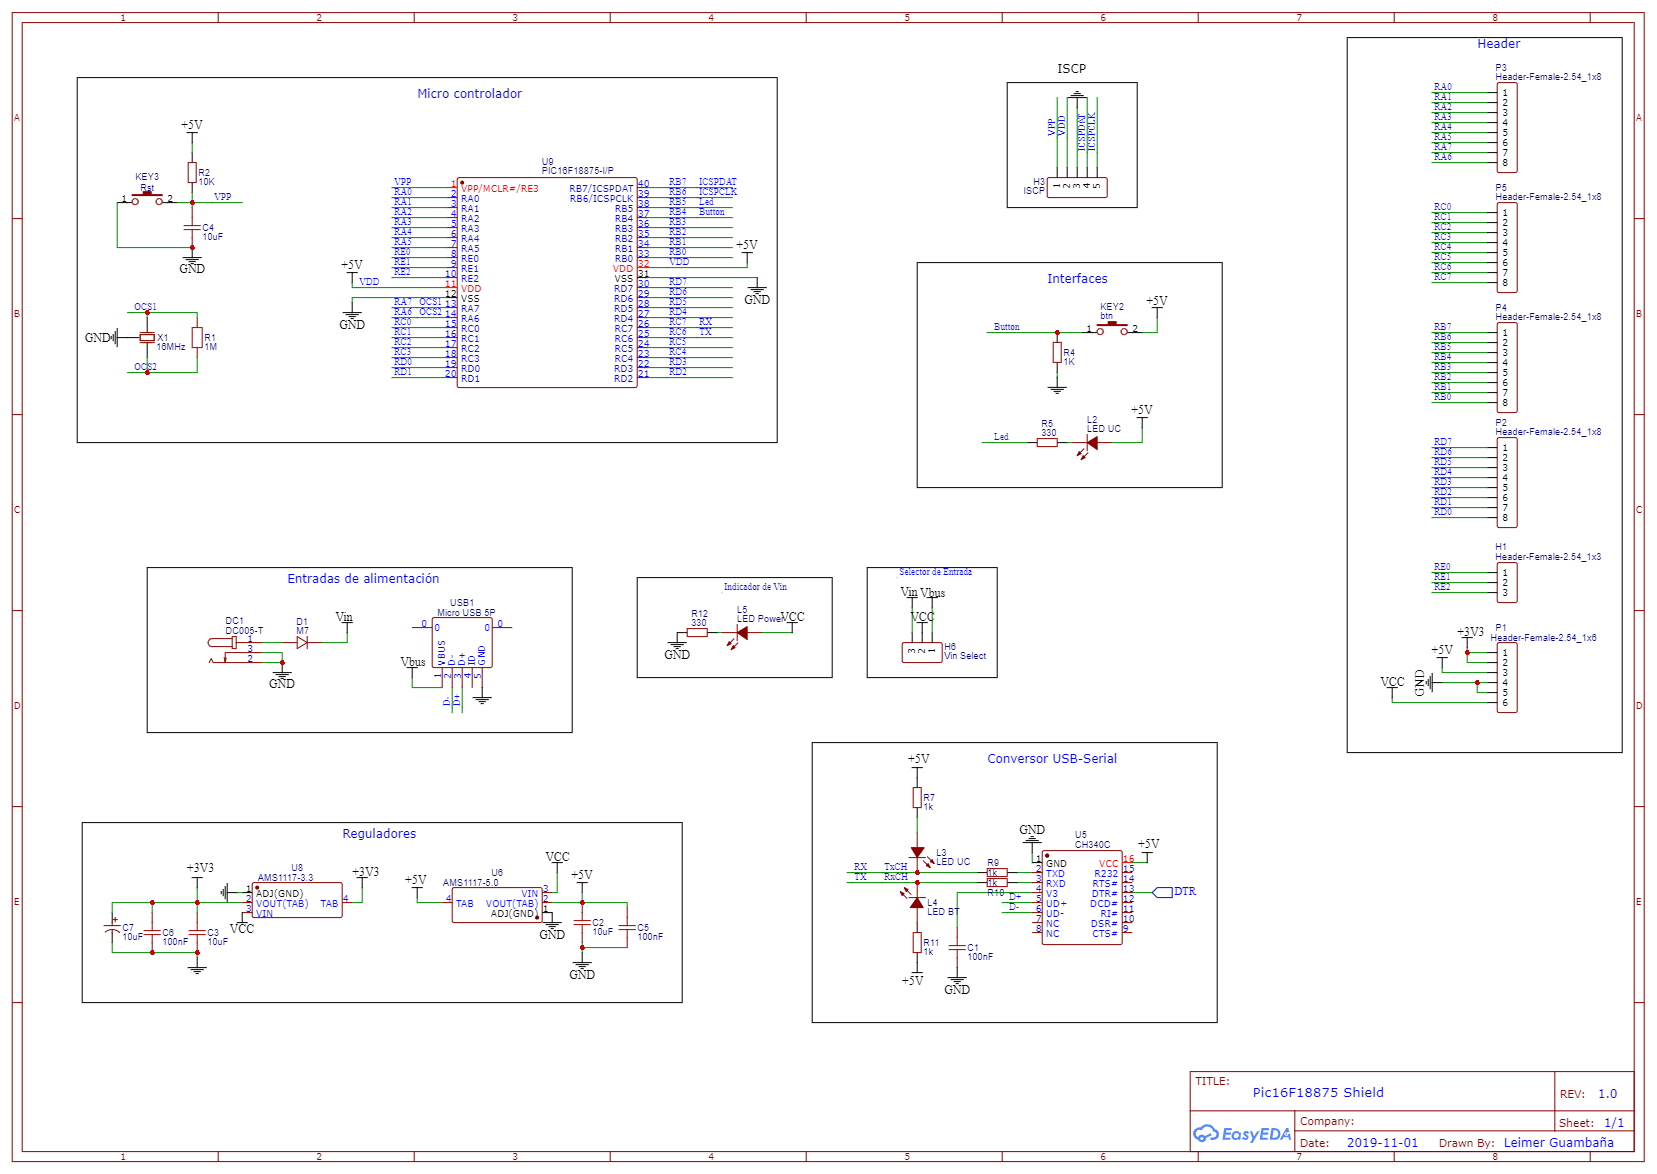 1 2 3 4 5 6 7 8
A
B
C
D
E
Micro controlador
+5V
R2
10K
KEY3
Rst
1 2
VPP
C4
10uF
GND
OCS1
GND
X1
16MHz
R1
1M
OCS2
U9
PIC16F18875-I/P
VPP 1 VPP/MCLR#/RE3
RA0 2 RA0
RA1 3 RA1
RA2 4 RA2
RA3 5 RA3
RA4 6 RA4
RA5 7 RA5
RE0 8 RE0
RE1 9 RE1
RE2 10 RE2
+5V
VDD 11 VDD
12 VSS
GND
RA7 OCS1 13 RA7
RA6 OCS2 14 RA6
RC0 15 RC0
RC1 16 RC1
RC2 17 RC2
RC3 18 RC3
RD0 19 RD0
RD1 20 RD1
RB7/ICSPDAT 40 RB7 ICSPDAT
RB6/ICSPCLK 39 RB6 ICSPCLK
RB5 38 RB5 Led
RB4 37 RB4 Button
RB3 36 RB3
RB2 35 RB2
RB1 34 RB1
RB0 33 RB0
VDD 32 VDD
+5V
VSS 31
GND
RD7 30 RD7
RD6 29 RD6
RD5 28 RD5
RD4 27 RD4
RC7 26 RC7 RX
RC6 25 RC6 TX
RC5 24 RC5
RC4 23 RC4
RD3 22 RD3
RD2 21 RD2
ISCP
VPP
VDD
ICSPDAT
ICSPCLK
H3
ISCP
1 2 3 4 5
Interfaces
Button
KEY2
btn
1 2
+5V
R4
1K
Led
R5
330
L2
LED UC
+5V
Header
P3
Header-Female-2.54_1x8
RA0 1
RA1 2
RA2 3
RA3 4
RA4 5
RA5 6
RA7 7
RA6 8
P5
Header-Female-2.54_1x8
RC0 1
RC1 2
RC2 3
RC3 4
RC4 5
RC5 6
RC6 7
RC7 8
P4
Header-Female-2.54_1x8
RB7 1
RB6 2
RB5 3
RB4 4
RB3 5
RB2 6
RB1 7
RB0 8
P2
Header-Female-2.54_1x8
RD7 1
RD6 2
RD5 3
RD4 4
RD3 5
RD2 6
RD1 7
RD0 8
H1
Header-Female-2.54_1x3
RE0 1
RE1 2
RE2 3
P1
Header-Female-2.54_1x6
+3V3
+5V
GND
VCC
1
2
3
4
5
6
Entradas de alimentación
DC1
DC005-T
1
3
2
D1
M7
Vin
GND
USB1
Micro USB 5P
0 0 0 0
VBUS D- D+ ID GND
1 2 3 4 5
Vbus
D-
D+
Indicador de Vin
R12
330
L5
LED Power
VCC
GND
Selector de Entrada
Vin Vbus
VCC
3 2 1
H6
Vin Select
Reguladores
+3V3
U8
AMS1117-3.3
+3V3
1 ADJ(GND)
2 VOUT(TAB) TAB 4
3 VIN
VCC
C7
10uF
C6
100nF
C3
10uF
+5V
U6
AMS1117-5.0
VCC
+5V
4 TAB
VIN 3
VOUT(TAB) 2
ADJ(GND) 1
GND
C2
10uF
C5
100nF
GND
Conversor USB-Serial
+5V
R7
1k
L3
LED UC
RX TxCH
TX RxCH
L4
LED BT
R11
1k
+5V
R9
1k
1k
R10
C1
100nF
GND
GND
D+
D-
U5
CH340C
+5V
1 GND VCC 16
2 TXD R232 15
3 RXD RTS# 14
4 V3 DTR# 13
5 UD+ DCD# 12
6 UD- RI# 11
7 NC DSR# 10
8 NC CTS# 9
DTR
A
B
C
D
E
TITLE:
Pic16F18875 Shield
REV: 1.0
EasyEDA
Company:
Sheet: 1/1
Date: 2019-11-01 Drawn By: Leimer Guambaña
1 2 3 4 5 6 8